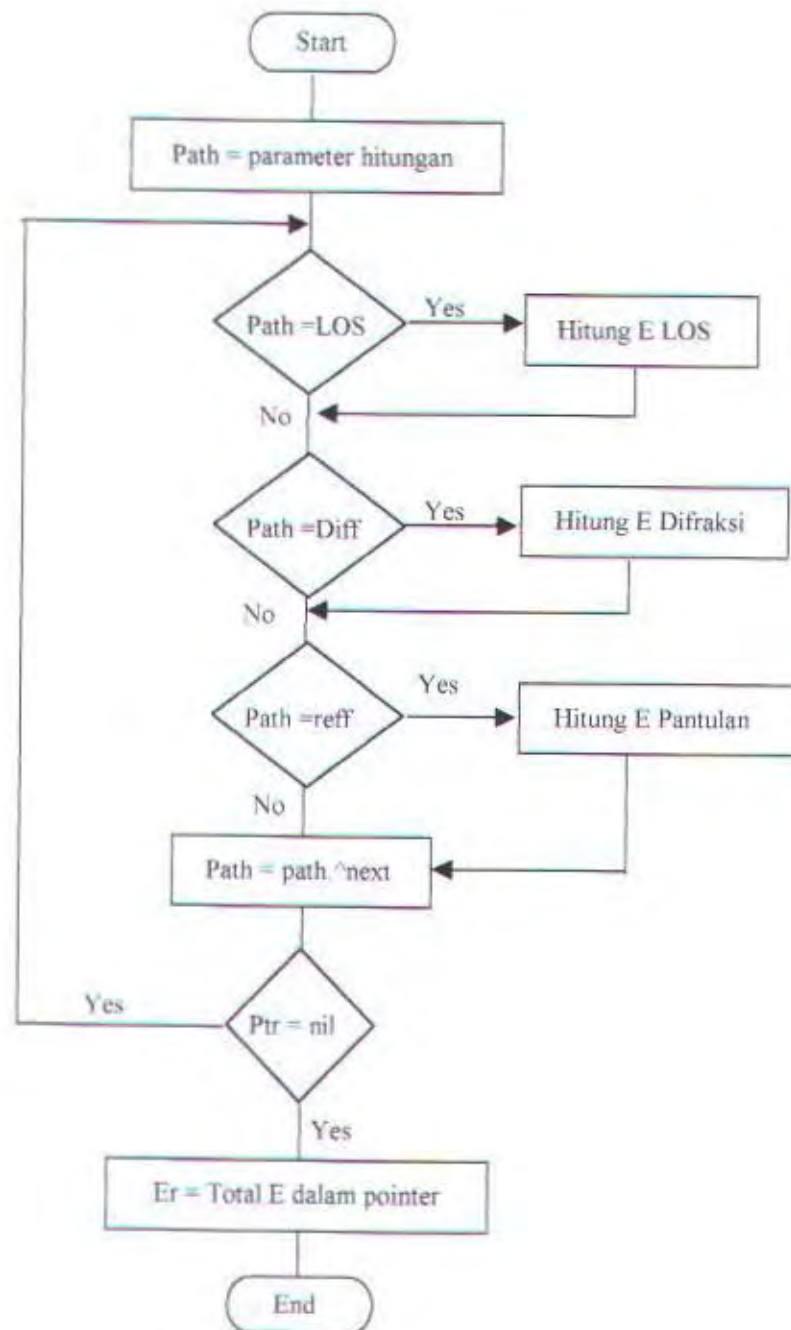 Start
Path = parameter hitungan
Path =LOS
Yes
Hitung E LOS
No
Path =Diff
Yes
Hitung E Difraksi
No
Path =reff
Yes
Hitung E Pantulan
No
Path = path.^next
Yes
Ptr = nil
Yes
Er = Total E dalam pointer
End